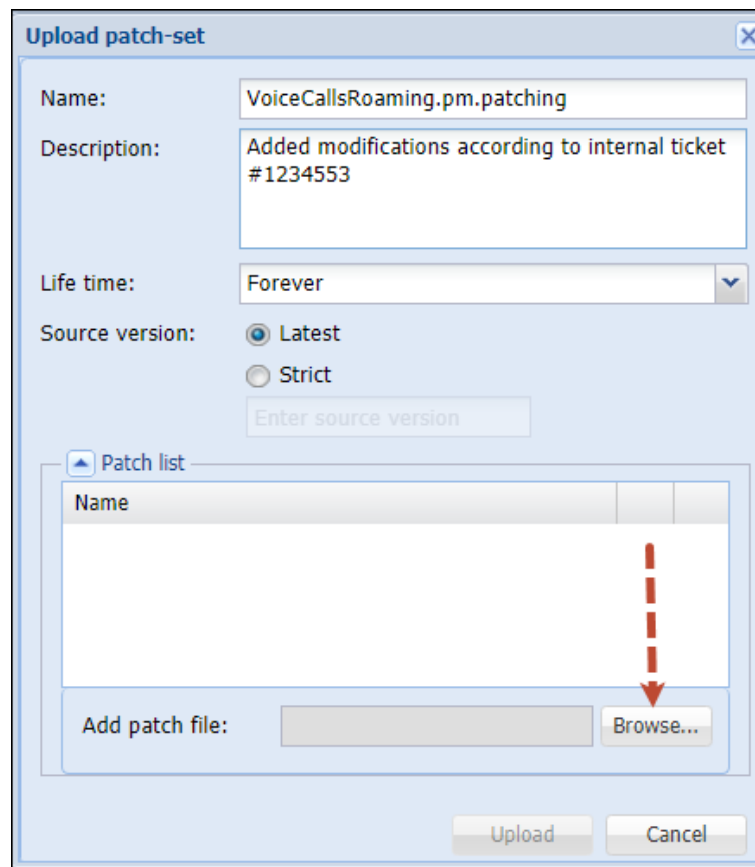 Upload patch-set
Name:
VoiceCallsRoaming.pm.patching
Description:
Added modifications according to internal ticket
#1234553
Life time:
Forever
Source version:
Latest
Strict
Enter source version
Patch list
Name
Add patch file:
Browse...
Upload
Cancel